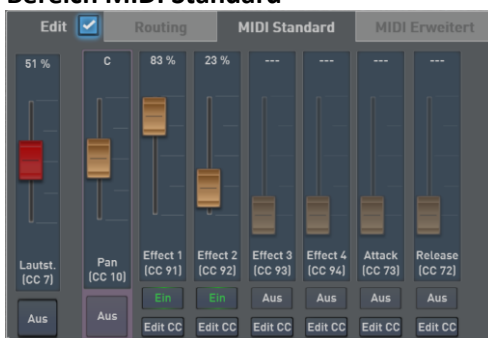 Bereich MIDI Standard
Edit Routing MIDI Standard MIDI Erweitert
51 % C 83 % 23 % --- --- --- ---
Lautst. Pan Effect 1 Effect 2 Effect 3 Effect 4 Attack Release
(CC 7) (CC 10) (CC 91) (CC 92) (CC 93) (CC 94) (CC 73) (CC 72)
Aus Aus Ein Ein Aus Aus Aus Aus
Edit CC Edit CC Edit CC Edit CC Edit CC Edit CC